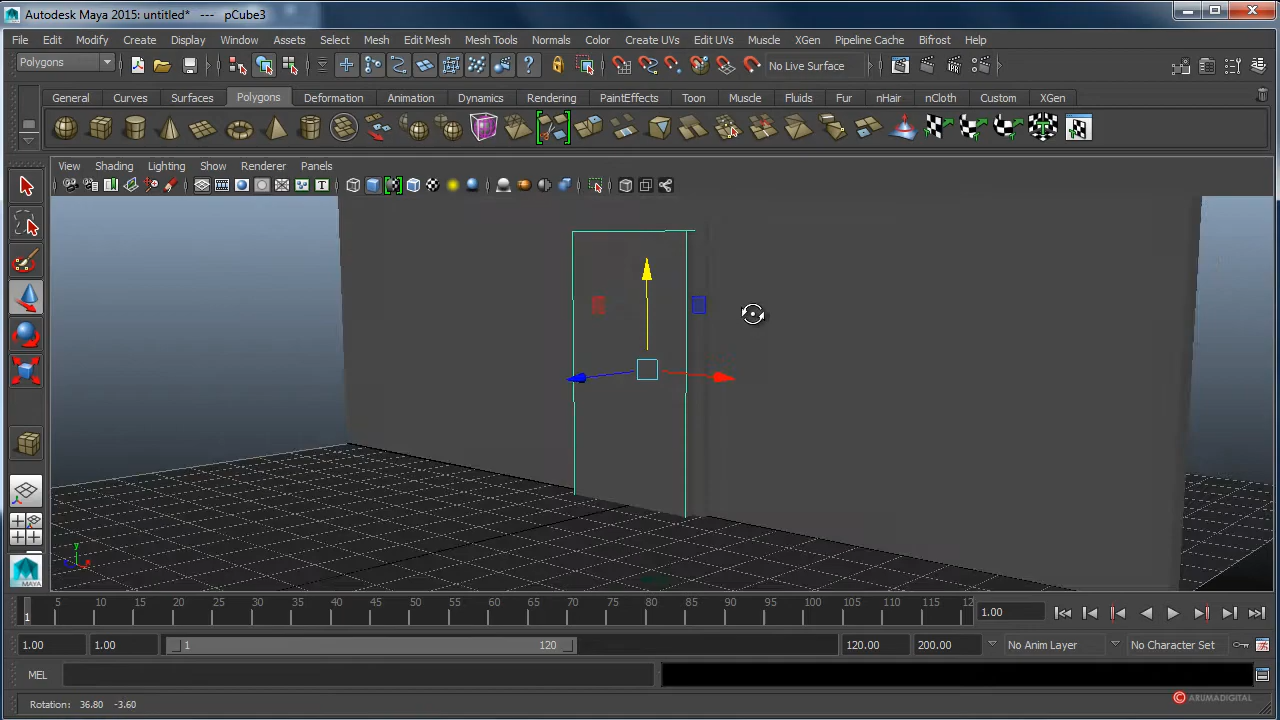 Autodesk Maya 2015: untitled* --- pCube3
File Edit Modify Create Display Window Assets Select Mesh Edit Mesh Mesh Tools Normals Color Create UVs Edit UVs Muscle XGen Pipeline Cache Bifrost Help
Polygons No Live Surface
General Curves Surfaces Polygons Deformation Animation Dynamics Rendering PaintEffects Toon Muscle Fluids Fur nHair nCloth Custom XGen
View Shading Lighting Show Renderer Panels
y
x
MAYA
1 5 10 15 20 25 30 35 40 45 50 55 60 65 70 75 80 85 90 95 100 105 110 115 12 1.00
1.00 1.00 1 120 120.00 200.00 No Anim Layer No Character Set
MEL
Rotation: 36.80 -3.60
© ARUMADIGITAL